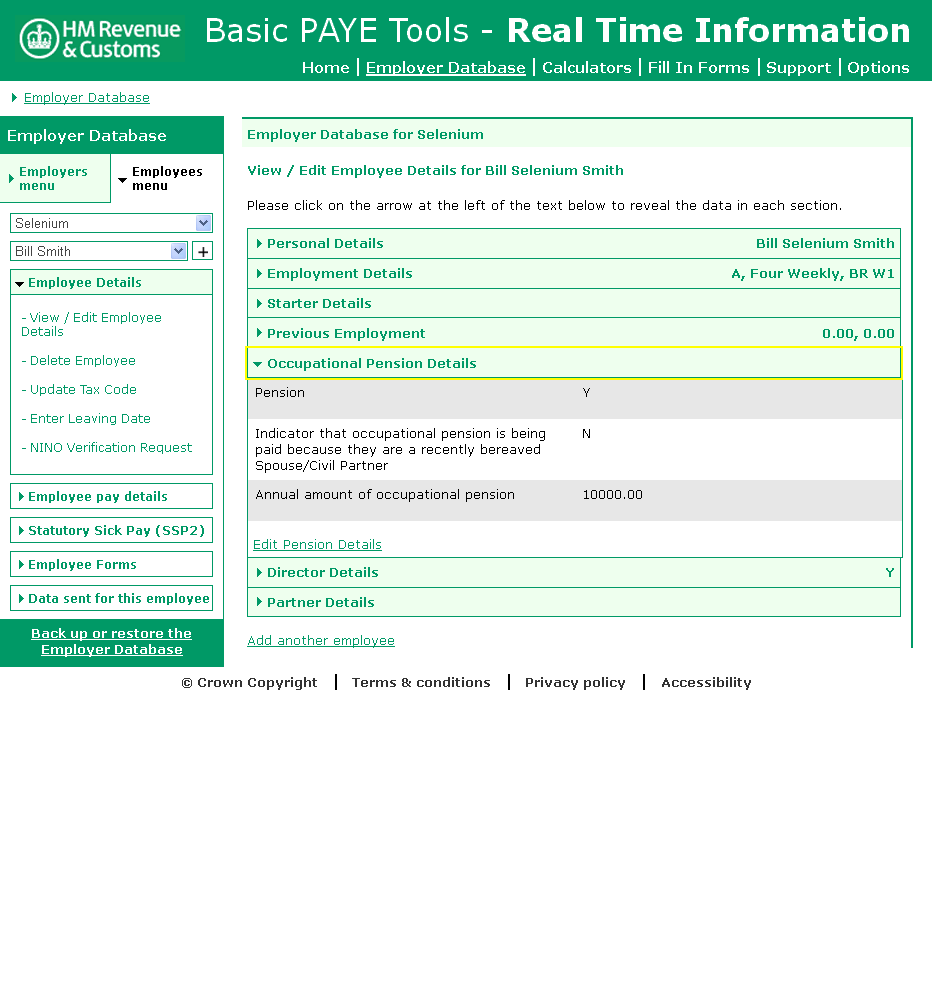 HM Revenue
& Customs
Basic PAYE Tools - Real Time Information
Home | Employer Database | Calculators | Fill In Forms | Support | Options
Employer Database
Employer Database
Employers
menu
Employees
menu
Selenium
Bill Smith
+
Employee Details
- View / Edit Employee
Details
- Delete Employee
- Update Tax Code
- Enter Leaving Date
- NINO Verification Request
Employee pay details
Statutory Sick Pay (SSP2)
Employee Forms
Data sent for this employee
Back up or restore the
Employer Database
Employer Database for Selenium
View / Edit Employee Details for Bill Selenium Smith
Please click on the arrow at the left of the text below to reveal the data in each section.
Personal Details Bill Selenium Smith
Employment Details A, Four Weekly, BR W1
Starter Details
Previous Employment 0.00, 0.00
Occupational Pension Details
Pension Y
Indicator that occupational pension is being N
paid because they are a recently bereaved
Spouse/Civil Partner
Annual amount of occupational pension 10000.00
Edit Pension Details
Director Details Y
Partner Details
Add another employee
© Crown Copyright | Terms & conditions | Privacy policy | Accessibility